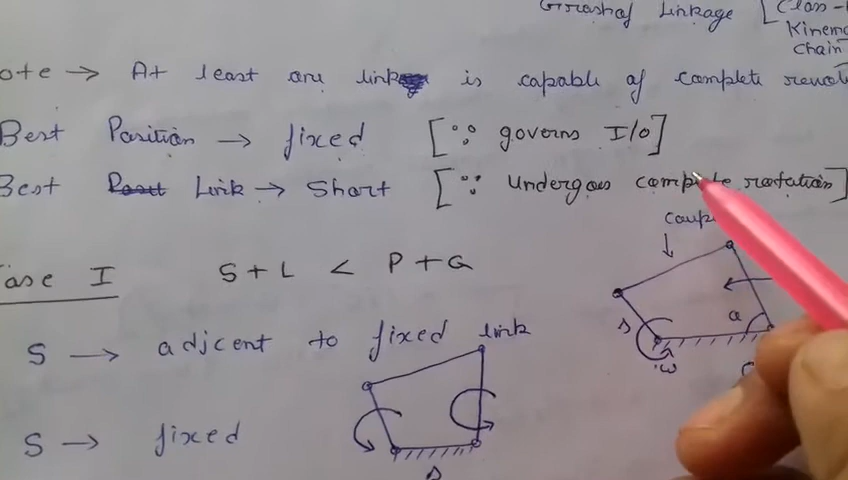 Grashof Linkage [Class-
Kinema
chain
ote → At least one link is capable of complete revolu
Best Position → fixed [∵ governs I/O]
Best Link → Short [∵ Undergoes complete rotation]
coup
ase I S + L < P + Q
S → adjcent to fixed link
s
a
ω
S → fixed
s